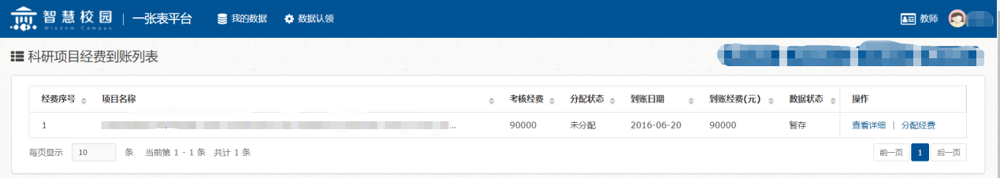 智慧校园 一张表平台 我的数据 数据认领 教师
Wisdom Campus
科研项目经费到账列表
经费序号 项目名称 考核经费 分配状态 到账日期 到账经费(元) 数据状态 操作
1 ... 90000 未分配 2016-06-20 90000 暂存 查看详细 | 分配经费
每页显示 10 条 当前第 1 - 1 条 共计 1 条 前一页 1 后一页